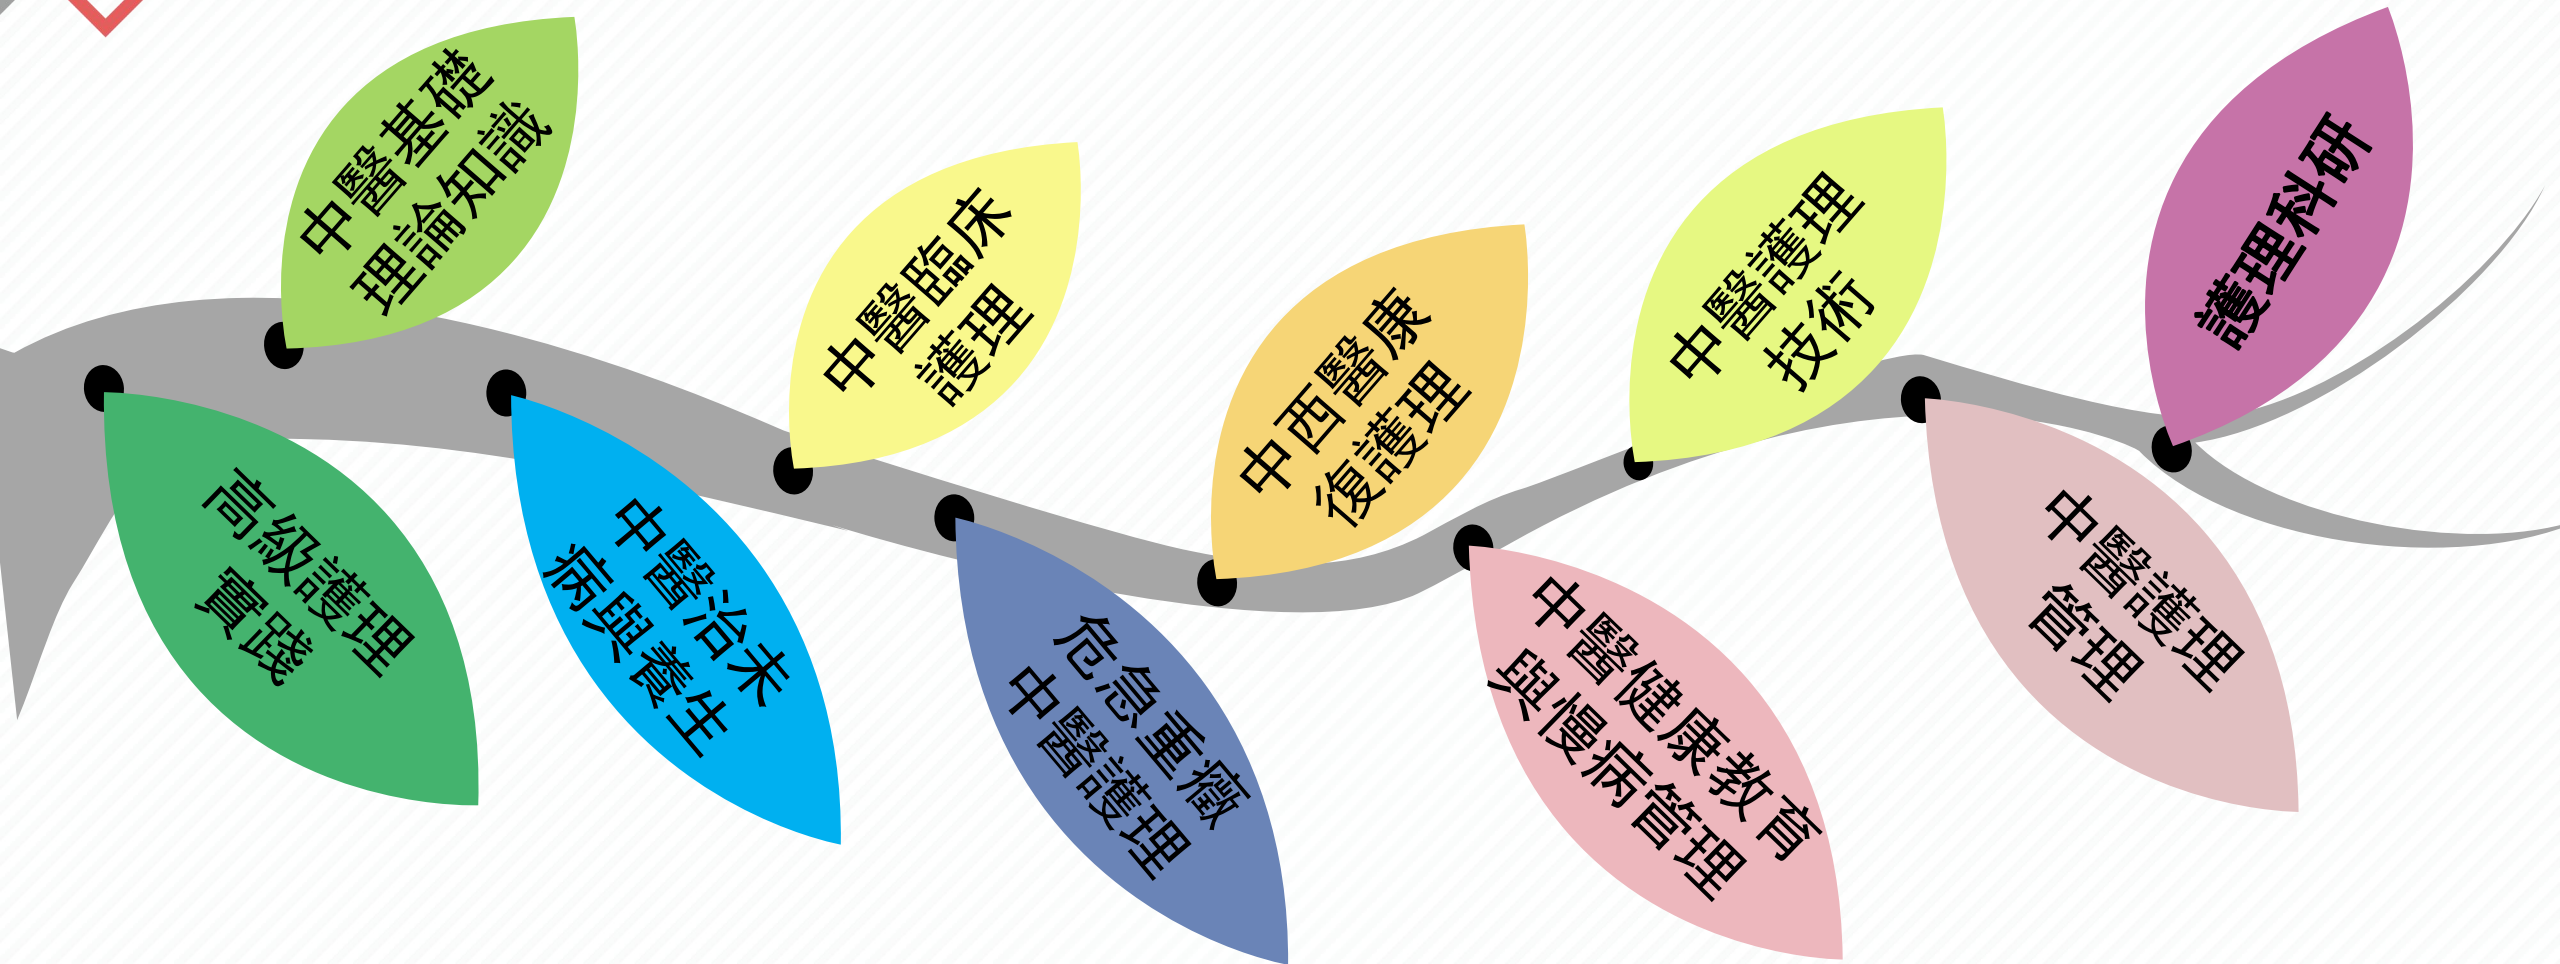 中醫基礎
理論知識
中醫臨床
護理
中西醫康
復護理
中醫護理
技術
護理科研
高級護理
實踐
中醫治未
病與養生
危急重癥
中醫護理
中醫健康教育
與慢病管理
中醫護理
管理